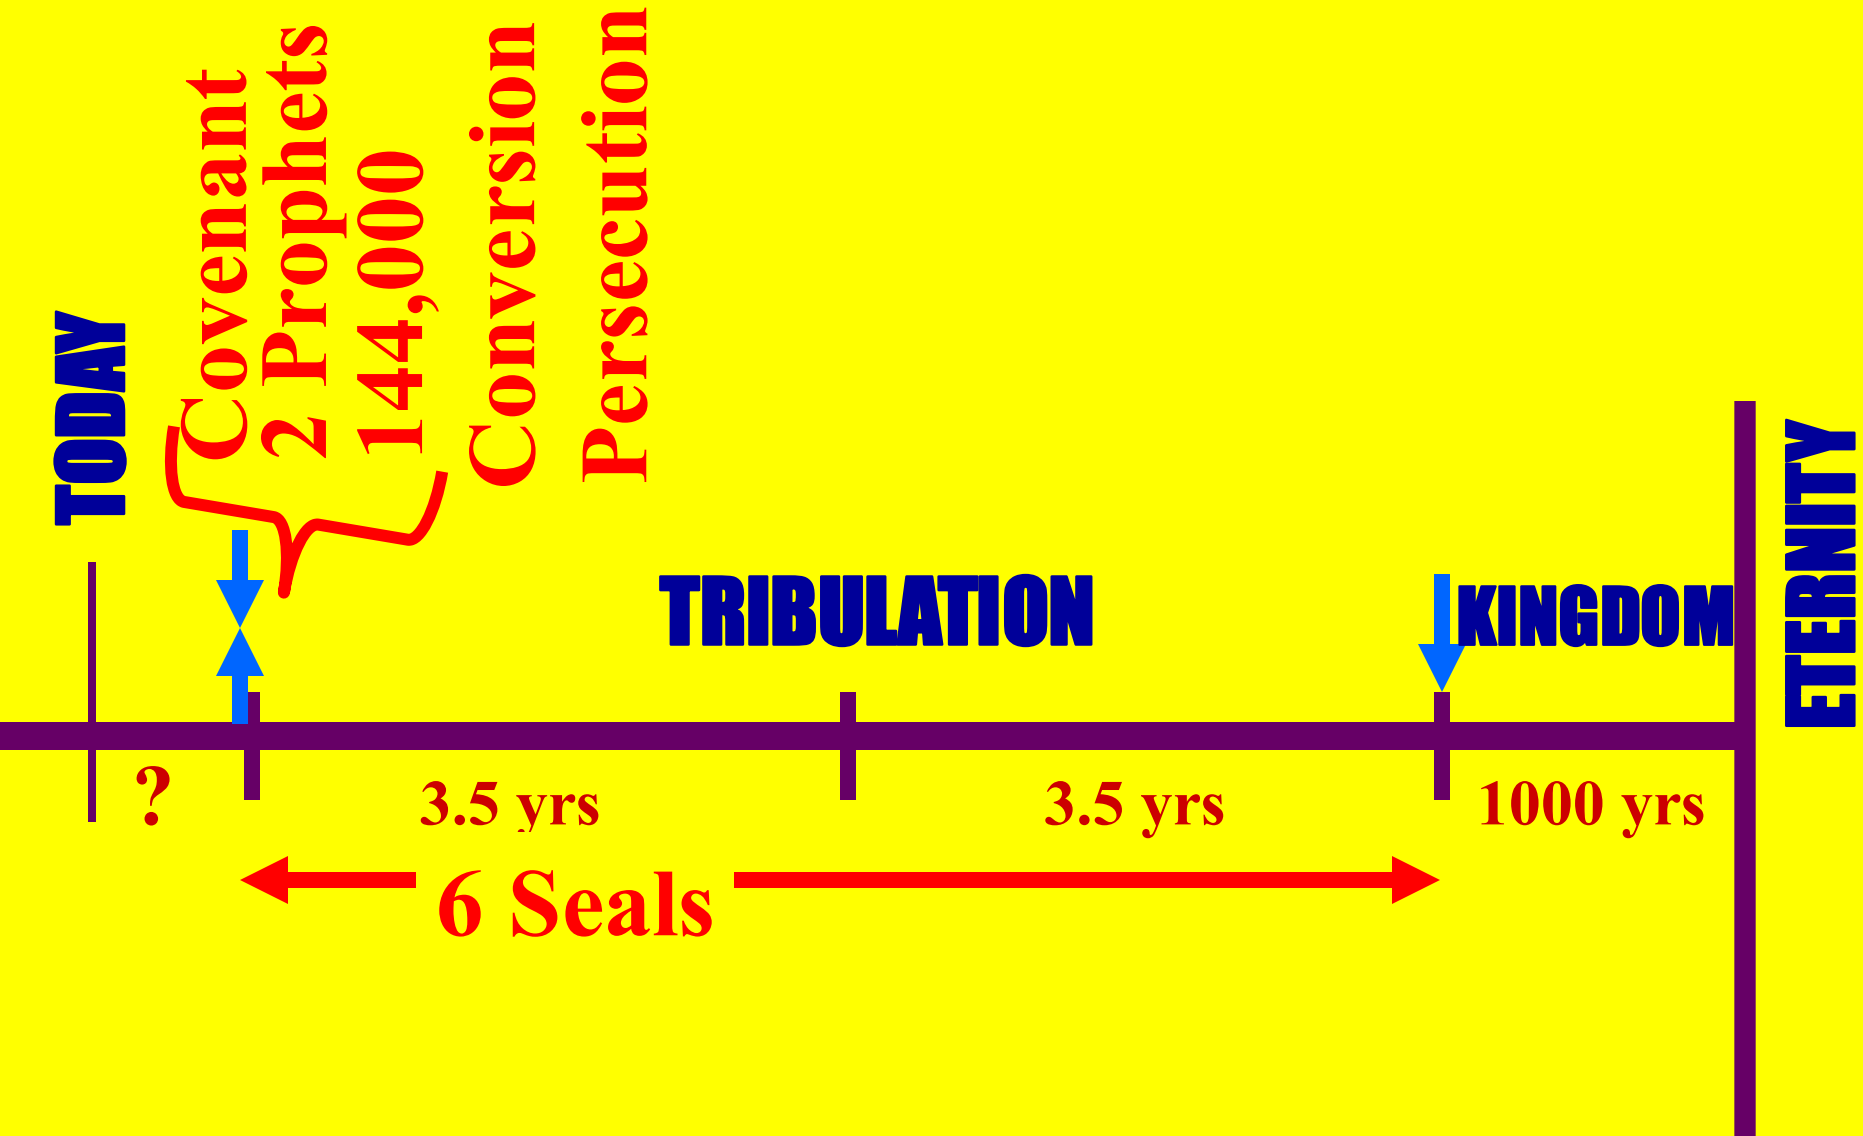 TODAY
Covenant
2 Prophets
144,000
Conversion
Persecution
TRIBULATION
KINGDOM
ETERNITY
?
3.5 yrs
3.5 yrs
1000 yrs
6 Seals